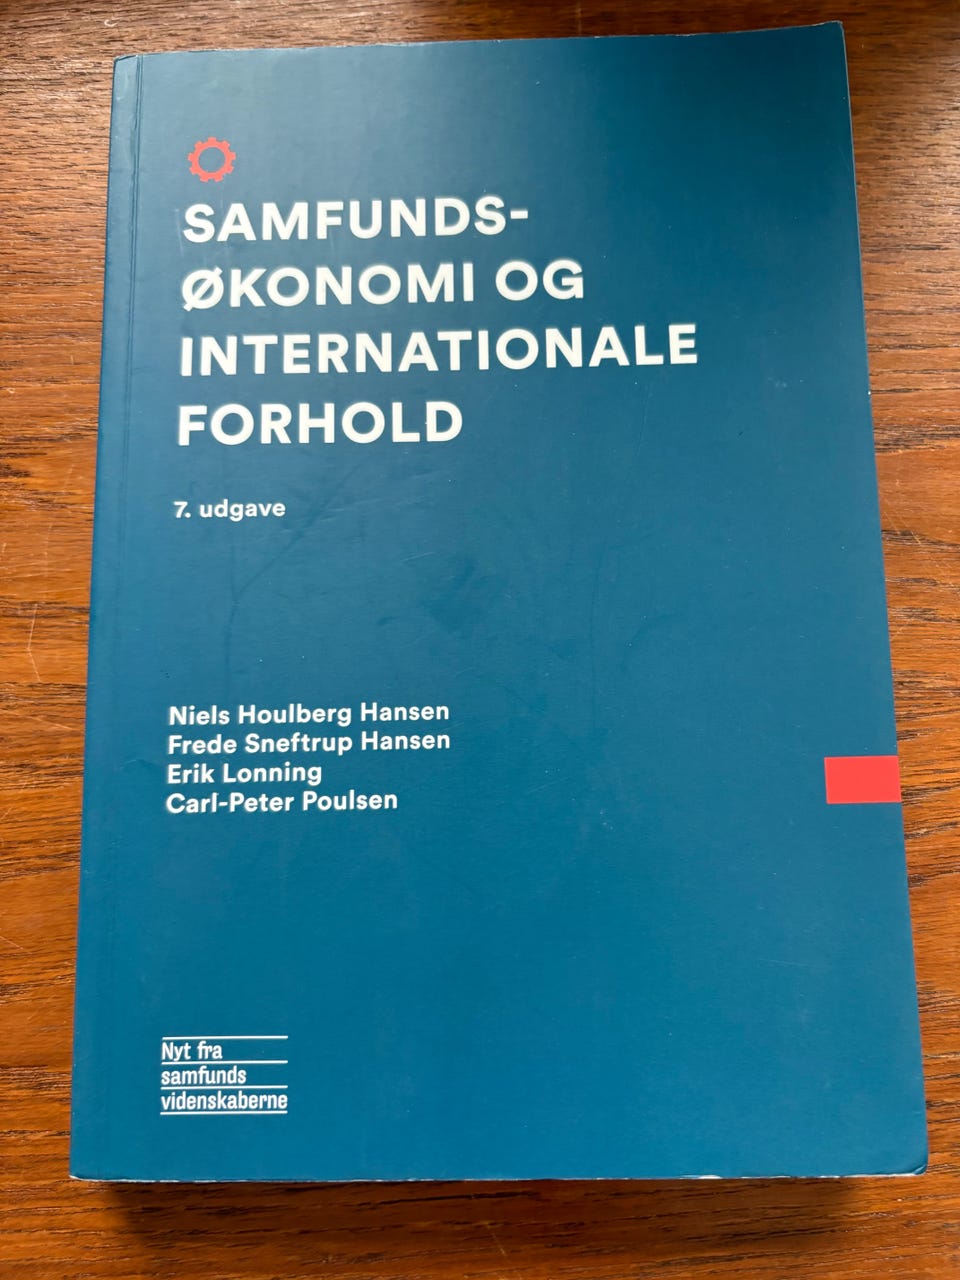 SAMFUNDS-
ØKONOMI OG
INTERNATIONALE
FORHOLD
7. udgave
Niels Houlberg Hansen
Frede Sneftrup Hansen
Erik Lonning
Carl-Peter Poulsen
Nyt fra
samfunds
videnskaberne